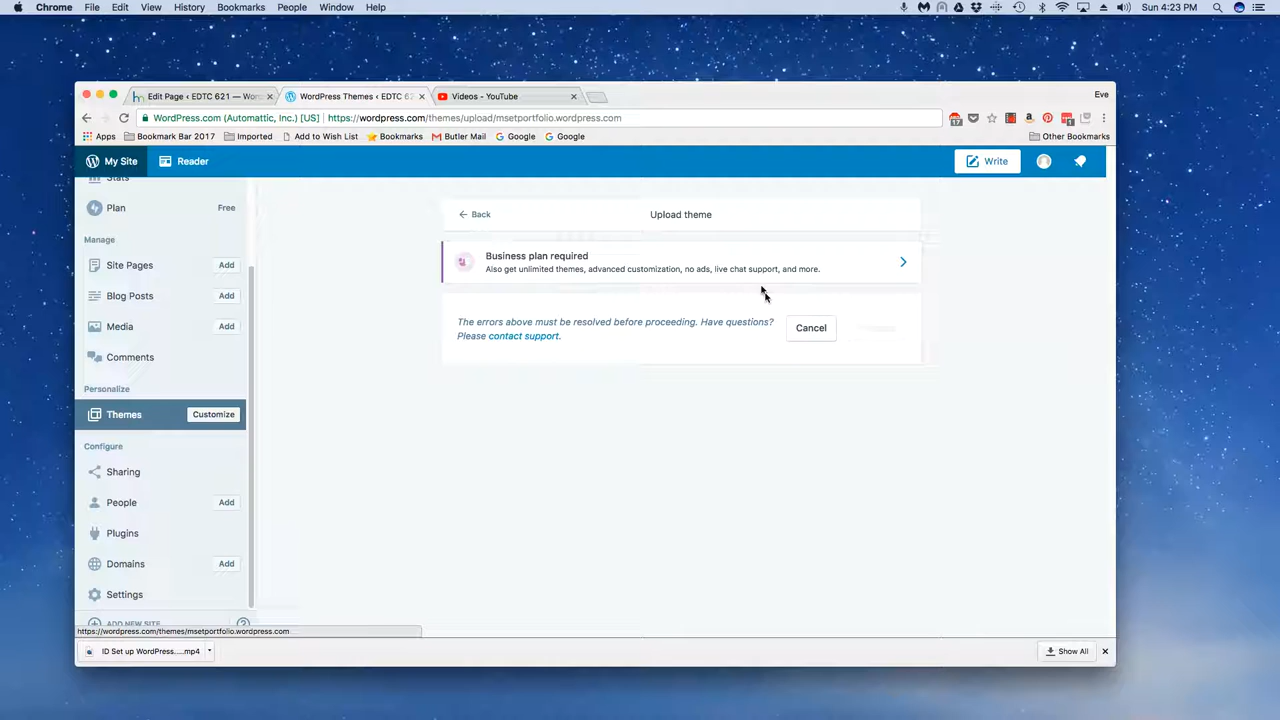 Chrome File Edit View History Bookmarks People Window Help Sun 4:23 PM
Edit Page ‹ EDTC 621 — Wor WordPress Themes ‹ EDTC 62 Videos - YouTube Eve
WordPress.com (Automattic, Inc.) [US] https://wordpress.com/themes/upload/msetportfolio.wordpress.com 17 1
Apps Bookmark Bar 2017 Imported Add to Wish List Bookmarks Butler Mail Google Google Other Bookmarks
My Site Reader Write
Stats
Plan Free
Manage
Site Pages Add
Blog Posts Add
Media Add
Comments
Personalize
Themes Customize
Configure
Sharing
People Add
Plugins
Domains Add
Settings
ADD NEW SITE
Back Upload theme
Business plan required
Also get unlimited themes, advanced customization, no ads, live chat support, and more.
The errors above must be resolved before proceeding. Have questions?
Please contact support.
Cancel
https://wordpress.com/themes/msetportfolio.wordpress.com
ID Set up WordPress....mp4 Show All